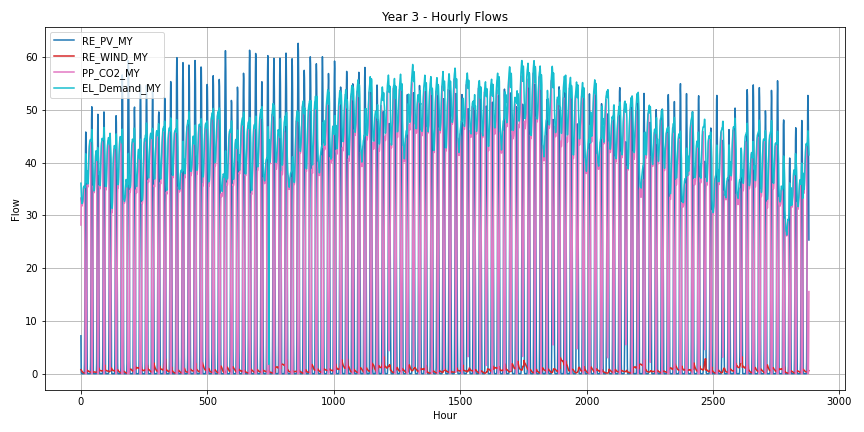 Year 3 - Hourly Flows
RE_PV_MY
RE_WIND_MY
PP_CO2_MY
EL_Demand_MY
Flow
60
50
40
30
20
10
0
0 500 1000 1500 2000 2500 3000
Hour